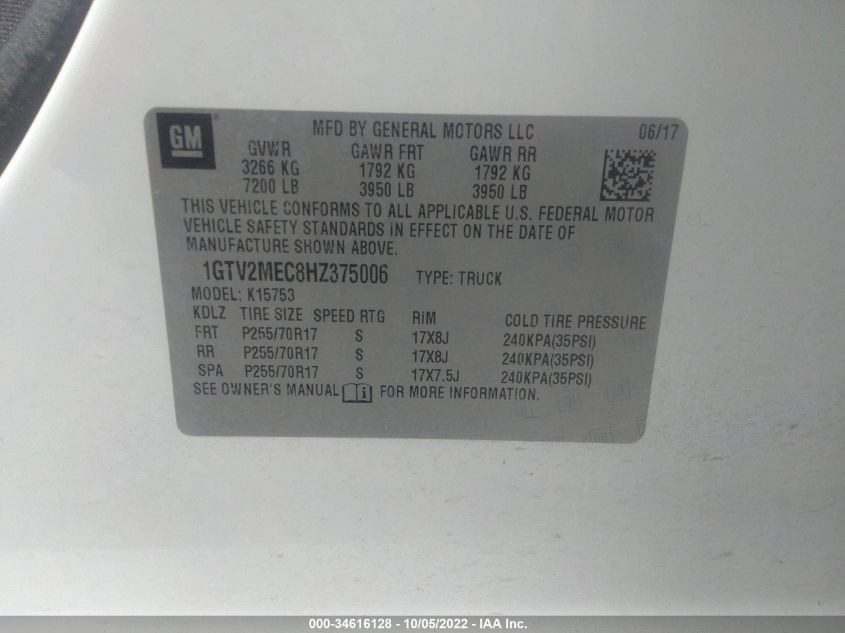 GM
MFD BY GENERAL MOTORS LLC 06/17
GVWR GAWR FRT GAWR RR
3266 KG 1792 KG 1792 KG
7200 LB 3950 LB 3950 LB
THIS VEHICLE CONFORMS TO ALL APPLICABLE U.S. FEDERAL MOTOR
VEHICLE SAFETY STANDARDS IN EFFECT ON THE DATE OF
MANUFACTURE SHOWN ABOVE.
1GTV2MEC8HZ375006 TYPE: TRUCK
MODEL: K15753
KDLZ TIRE SIZE SPEED RTG RIM COLD TIRE PRESSURE
FRT P255/70R17 S 17X8J 240KPA(35PSI)
RR P255/70R17 S 17X8J 240KPA(35PSI)
SPA P255/70R17 S 17X7.5J 240KPA(35PSI)
SEE OWNER'S MANUAL i FOR MORE INFORMATION.
000-34616128 - 10/05/2022 - IAA Inc.